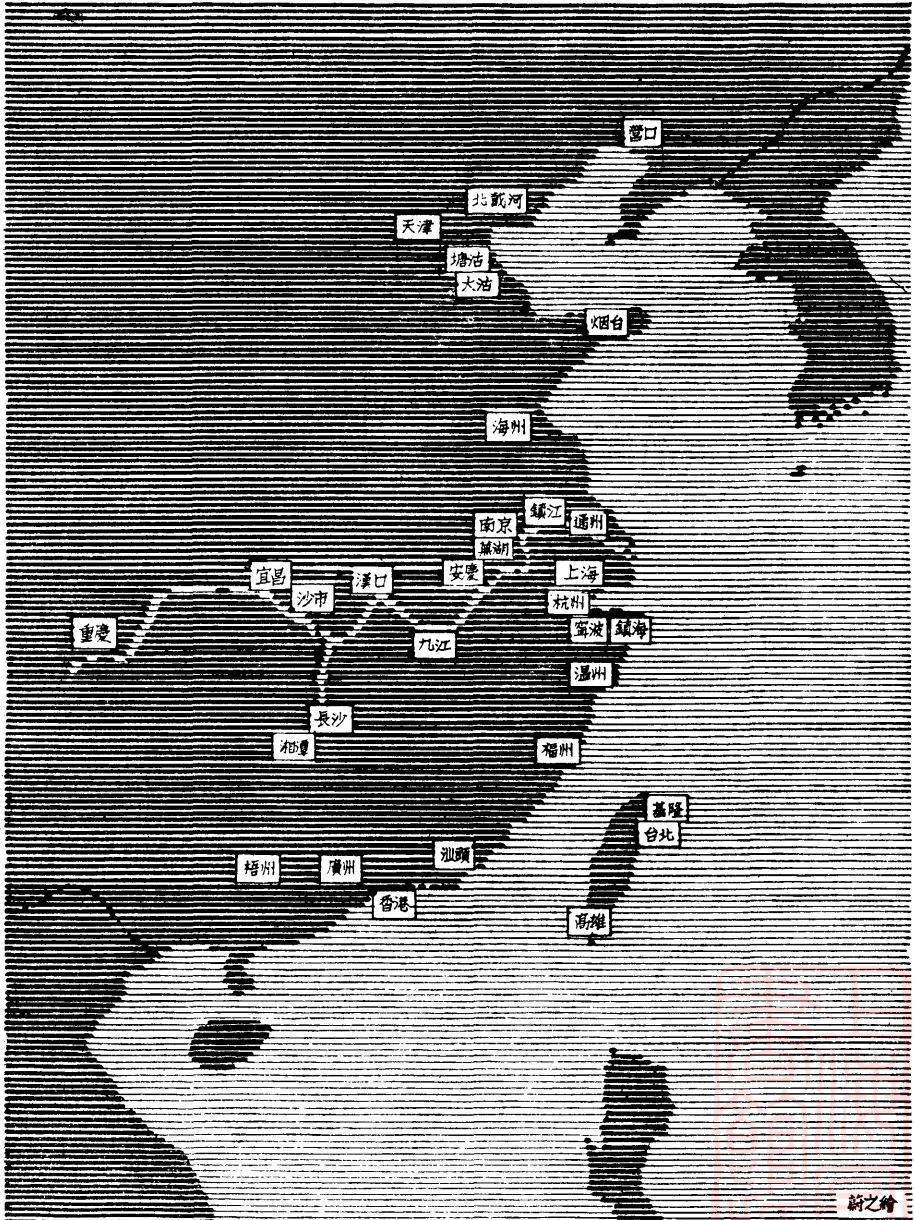 營口
北戴河
天津
塘沽
大沽
烟台
海州
鎮江
南京
通州
蕪湖
安慶
上海
宜昌
漢口
沙市
杭州
重慶
九江
寧波
鎮海
溫州
長沙
湘潭
福州
基隆
台北
汕頭
梧州
廣州
香港
高雄
蔚之繪